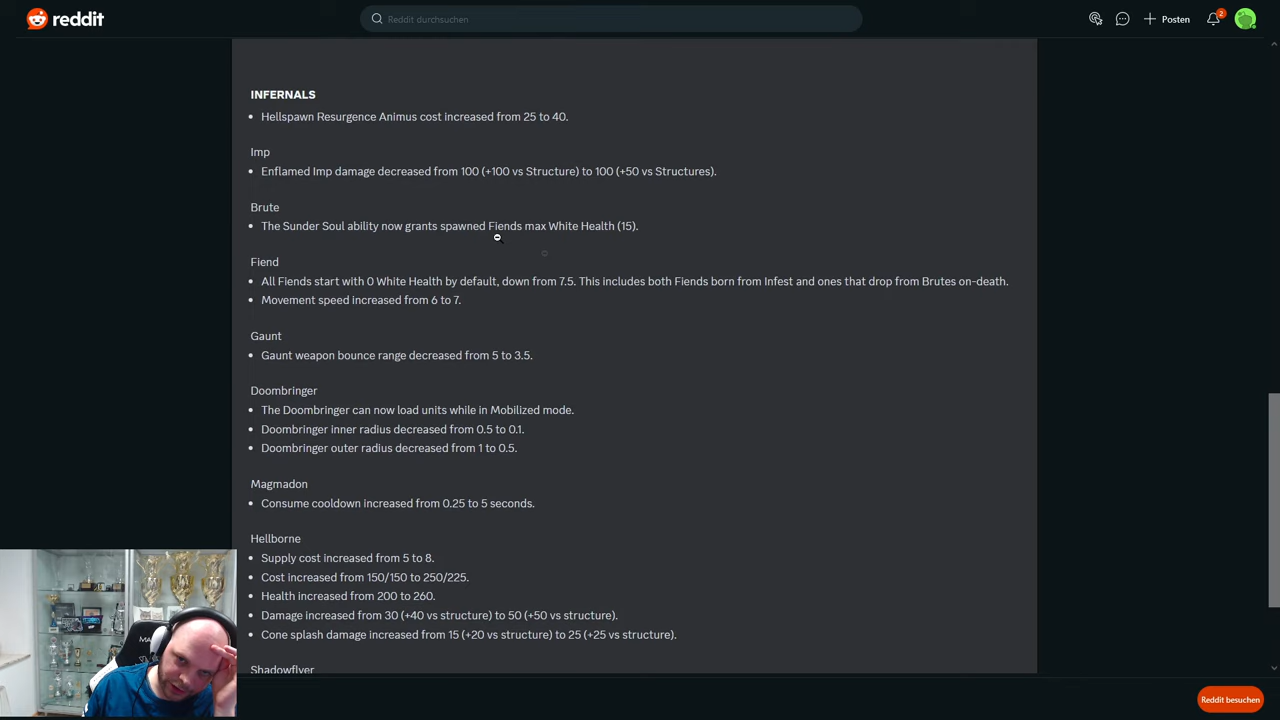 reddit
Reddit durchsuchen
Posten
2
INFERNALS
• Hellspawn Resurgence Animus cost increased from 25 to 40.
Imp
• Enflamed Imp damage decreased from 100 (+100 vs Structure) to 100 (+50 vs Structures).
Brute
• The Sunder Soul ability now grants spawned Fiends max White Health (15).
Fiend
• All Fiends start with 0 White Health by default, down from 7.5. This includes both Fiends born from Infest and ones that drop from Brutes on-death.
• Movement speed increased from 6 to 7.
Gaunt
• Gaunt weapon bounce range decreased from 5 to 3.5.
Doombringer
• The Doombringer can now load units while in Mobilized mode.
• Doombringer inner radius decreased from 0.5 to 0.1.
• Doombringer outer radius decreased from 1 to 0.5.
Magmadon
• Consume cooldown increased from 0.25 to 5 seconds.
Hellborne
• Supply cost increased from 5 to 8.
• Cost increased from 150/150 to 250/225.
• Health increased from 200 to 260.
• Damage increased from 30 (+40 vs structure) to 50 (+50 vs structure).
• Cone splash damage increased from 15 (+20 vs structure) to 25 (+25 vs structure).
Shadowflyer
Reddit besuchen